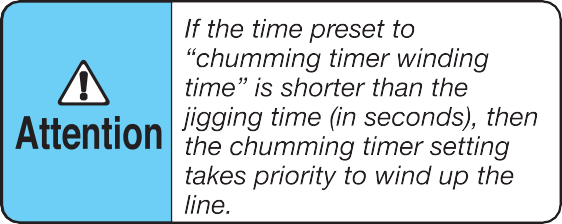 Attention
If the time preset to
“chumming timer winding
time” is shorter than the
jigging time (in seconds), then
the chumming timer setting
takes priority to wind up the
line.